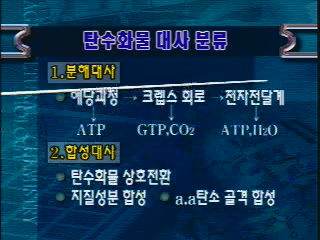 탄수화물 대사 분류
1.분해대사
해당과정 → 크렙스 회로 →전자전달계
↓ ↓ ↓
ATP GTP,CO₂ ATP,H₂O
2.합성대사
탄수화물 상호전환
지질성분 합성 a.a탄소 골격 합성